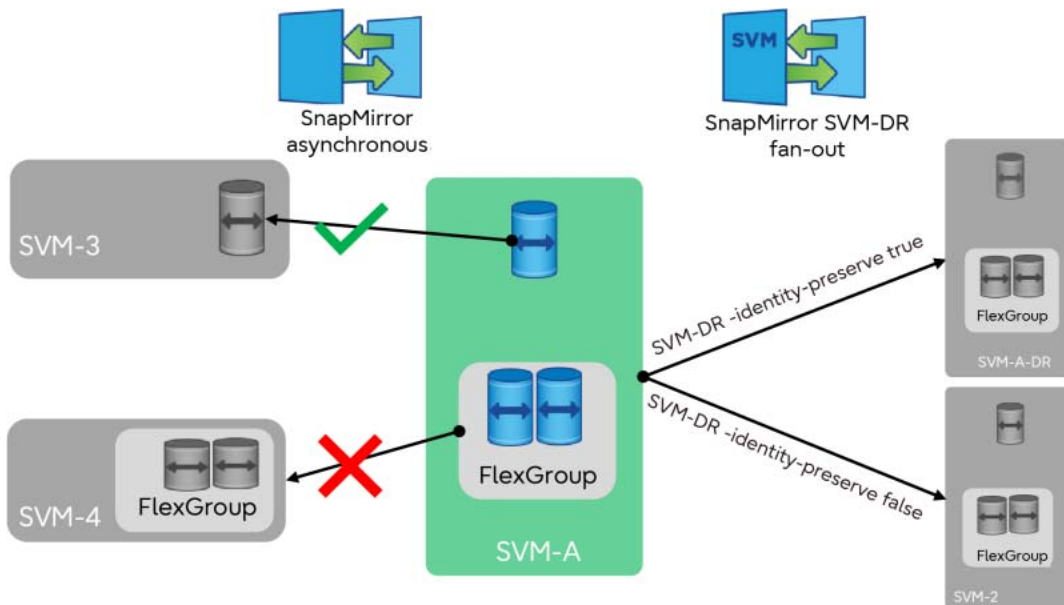 SnapMirror
asynchronous
SVM
SnapMirror SVM-DR
fan-out
SVM-3
SVM-4
FlexGroup
FlexGroup
SVM-A
SVM-DR -identity-preserve true
SVM-DR -identity-preserve false
FlexGroup
SVM-A-DR
FlexGroup
SVM-2